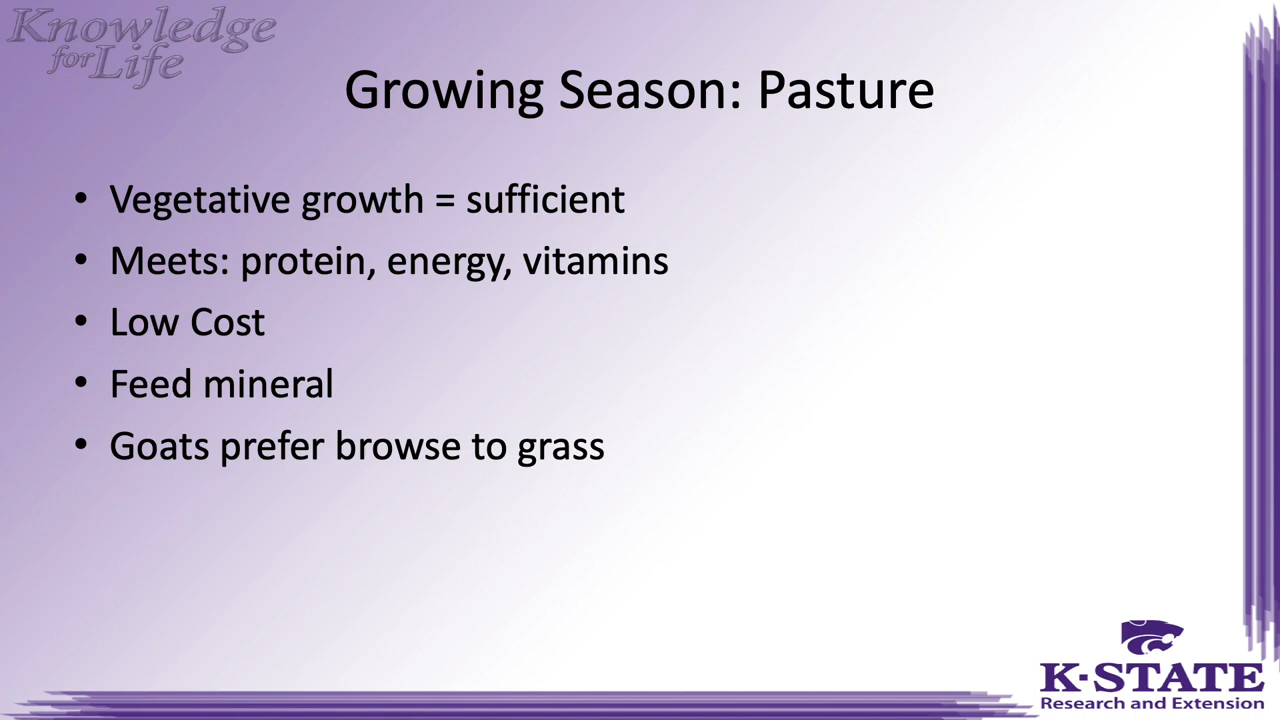 Knowledge
for Life
Growing Season: Pasture
• Vegetative growth = sufficient
• Meets: protein, energy, vitamins
• Low Cost
• Feed mineral
• Goats prefer browse to grass
K-STATE
Research and Extension